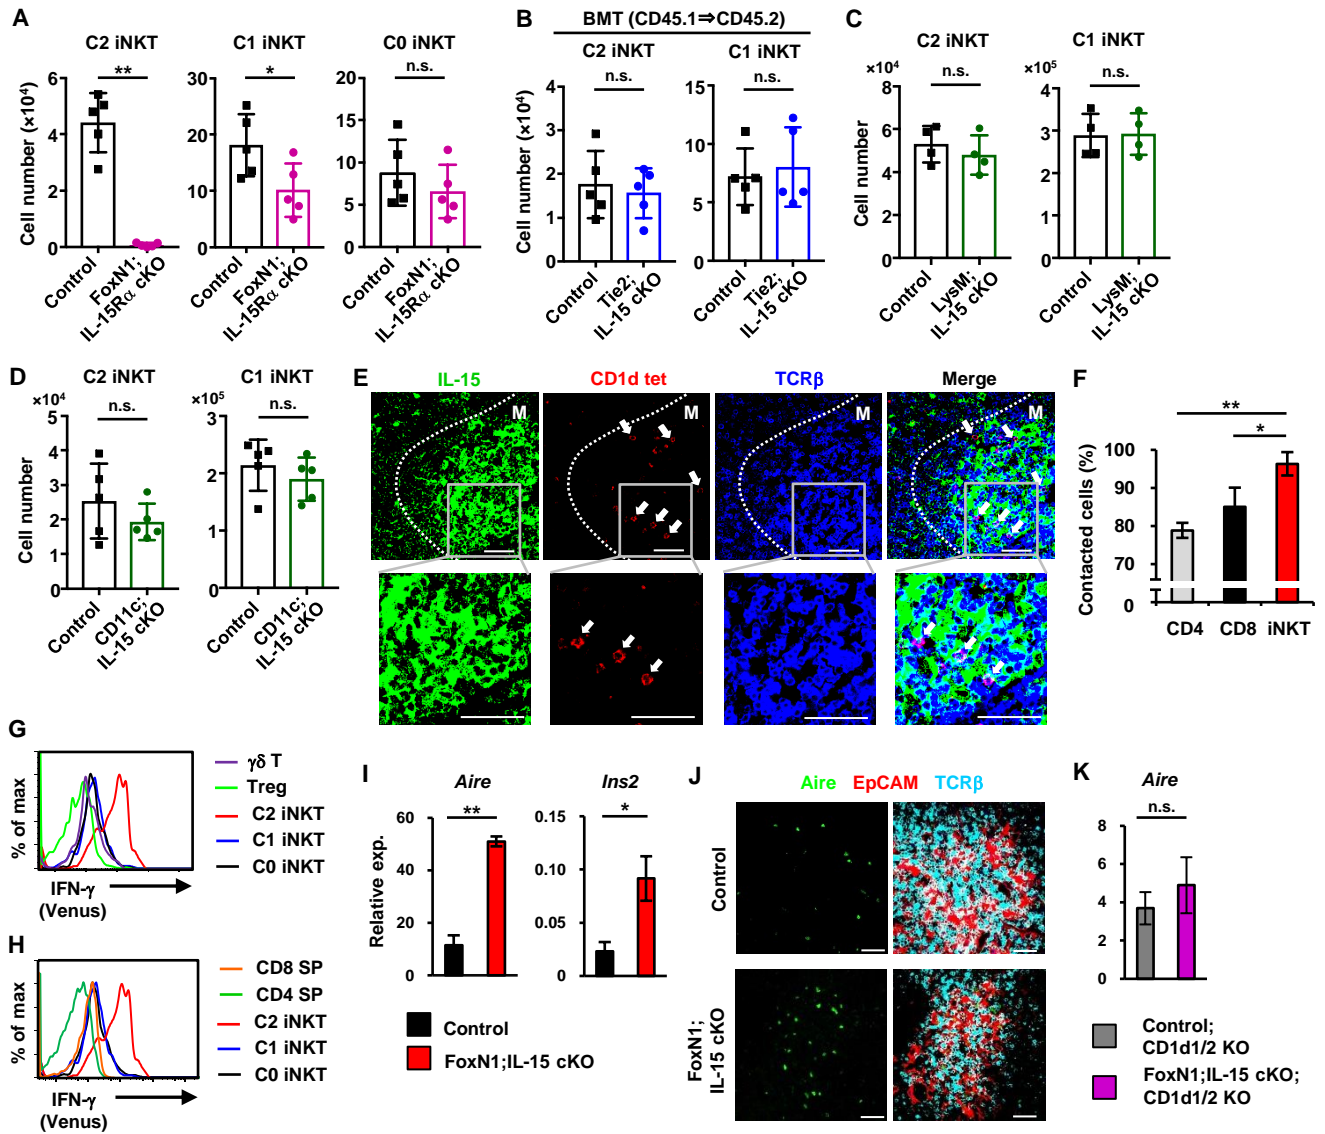 A
C2 iNKT
C1 iNKT
C0 iNKT
Cell number (×10⁴)
6
4
2
0
**
Control
FoxN1;
IL-15Rα cKO
30
20
10
0
*
Control
FoxN1;
IL-15Rα cKO
20
15
10
5
0
n.s.
Control
FoxN1;
IL-15Rα cKO
B
BMT (CD45.1⇒CD45.2)
C2 iNKT
C1 iNKT
Cell number (×10⁴)
4
3
2
1
0
n.s.
Control
Tie2;
IL-15 cKO
15
10
5
0
n.s.
Control
Tie2;
IL-15 cKO
C
C2 iNKT
C1 iNKT
×10⁴
Cell number
8
6
4
2
0
n.s.
Control
LysM;
IL-15 cKO
×10⁵
4
3
2
1
0
n.s.
Control
LysM;
IL-15 cKO
D
C2 iNKT
C1 iNKT
×10⁴
Cell number
5
4
3
2
1
0
n.s.
Control
CD11c;
IL-15 cKO
×10⁵
3
2
1
0
n.s.
Control
CD11c;
IL-15 cKO
E
IL-15
CD1d tet
TCRβ
Merge
M
M
M
M
F
Contacted cells (%)
100
90
80
70
0
**
*
CD4
CD8
iNKT
G
% of max
IFN-γ
(Venus)
γδ T
Treg
C2 iNKT
C1 iNKT
C0 iNKT
H
% of max
IFN-γ
(Venus)
CD8 SP
CD4 SP
C2 iNKT
C1 iNKT
C0 iNKT
I
Aire
Ins2
Relative exp.
60
40
20
0
**
0.15
0.10
0.05
0
*
Control
FoxN1;IL-15 cKO
J
Aire EpCAM TCRβ
Control
FoxN1;
IL-15 cKO
K
Aire
n.s.
8
6
4
2
0
Control;
CD1d1/2 KO
FoxN1;IL-15 cKO;
CD1d1/2 KO